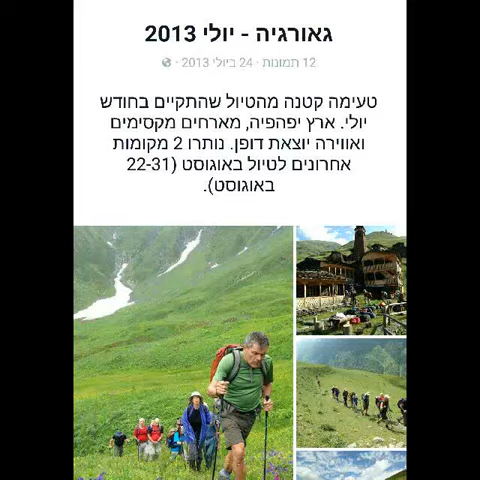 גאורגיה - יולי 2013
12 תמונות · 24 ביולי 2013 ·
טעימה קטנה מהטיול שהתקיים בחודש
יולי. ארץ יפהפיה, מארחים מקסימים
ואווירה יוצאת דופן. נותרו 2 מקומות
אחרונים לטיול באוגוסט (22-31
באוגוסט).